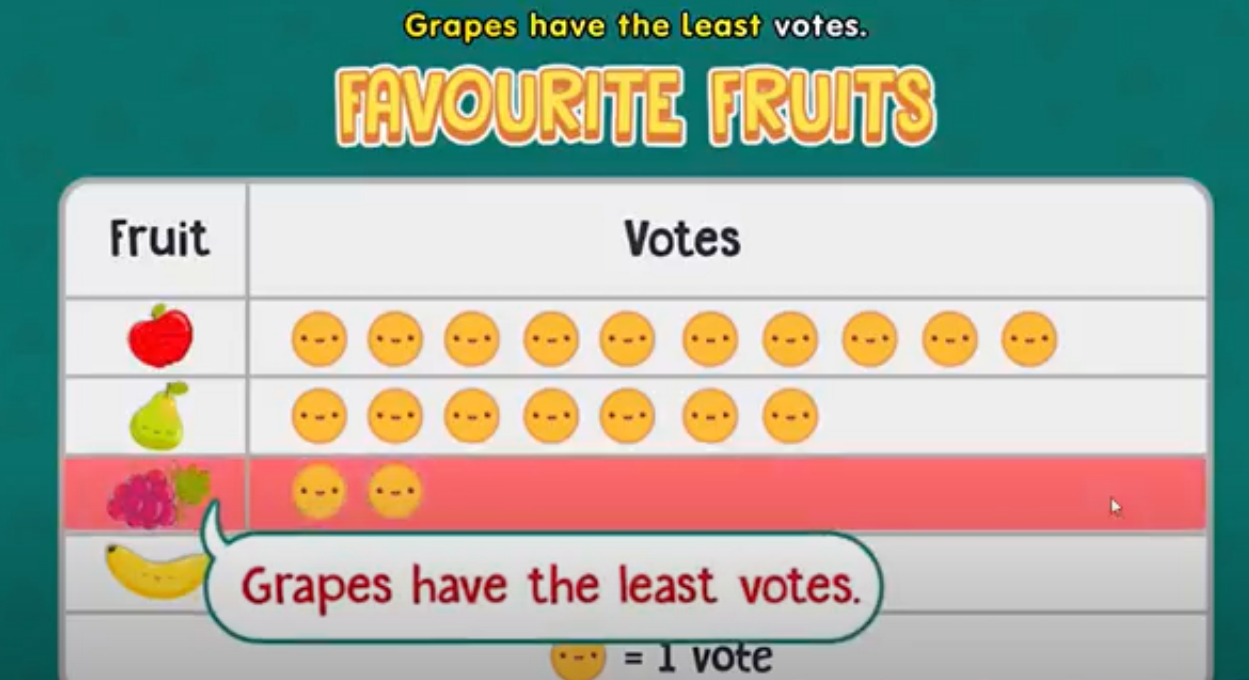 Grapes have the least votes.
FAVOURITE FRUITS
Fruit Votes
Grapes have the least votes.
= 1 vote